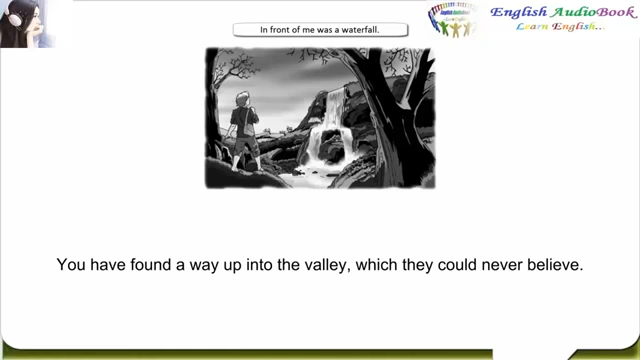 In front of me was a waterfall.
English AudioBook
Learn English...
You have found a way up into the valley, which they could never believe.